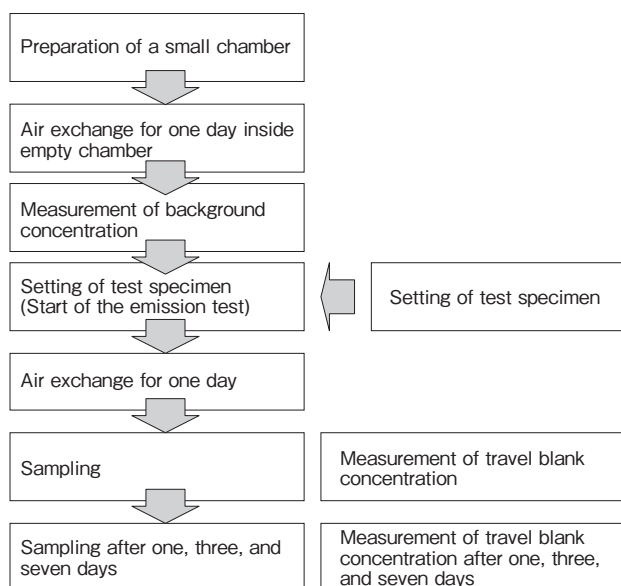 Preparation of a small chamber
Air exchange for one day inside
empty chamber
Measurement of background
concentration
Setting of test specimen
(Start of the emission test)
Setting of test specimen
Air exchange for one day
Sampling
Measurement of travel blank
concentration
Sampling after one, three, and
seven days
Measurement of travel blank
concentration after one, three,
and seven days